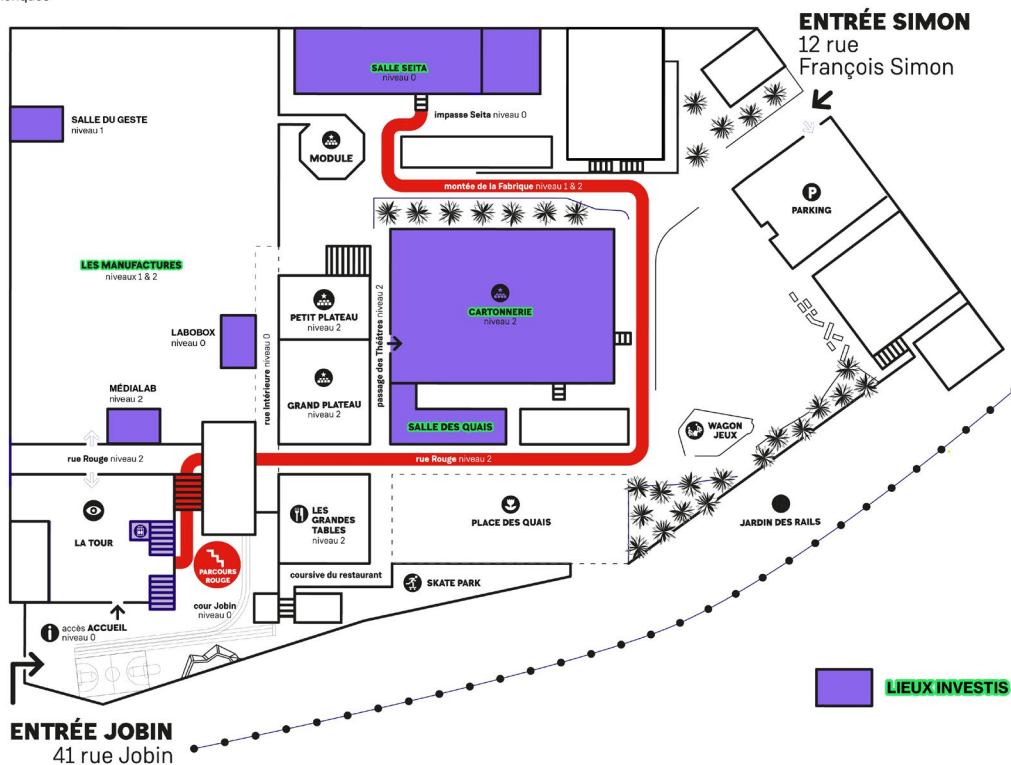 ENTRÉE SIMON
12 rue
François Simon
SALLE SEITA
niveau 0
impasse Seita niveau 0
SALLE DU GESTE
niveau 1
MODULE
montée de la Fabrique niveau 1 & 2
P
PARKING
LES MANUFACTURES
niveaux 1 & 2
PETIT PLATEAU
niveau 2
CARTONNERIE
niveau 2
LABOBOX
niveau 0
rue Intérieure niveau 0
passage des Théâtres niveau 2
MÉDIALAB
niveau 2
GRAND PLATEAU
niveau 2
SALLE DES QUAIS
WAGON
JEUX
rue Rouge niveau 2
rue Rouge niveau 2
LES
GRANDES
TABLES
niveau 2
PLACE DES QUAIS
JARDIN DES RAILS
LA TOUR
PARCOURS
ROUGE
coursive du restaurant
SKATE PARK
cour Jobin
niveau 0
i
accès ACCUEIL
niveau 0
LIEUX INVESTIS
ENTRÉE JOBIN
41 rue Jobin